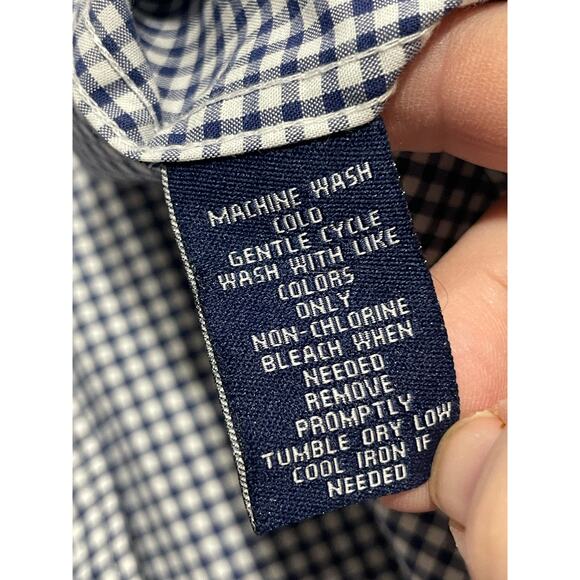 MACHINE WASH
COLD
GENTLE CYCLE
WASH WITH LIKE
COLORS
ONLY
NON-CHLORINE
BLEACH WHEN
NEEDED
REMOVE
PROMPTLY
TUMBLE DRY LOW
COOL IRON IF
NEEDED